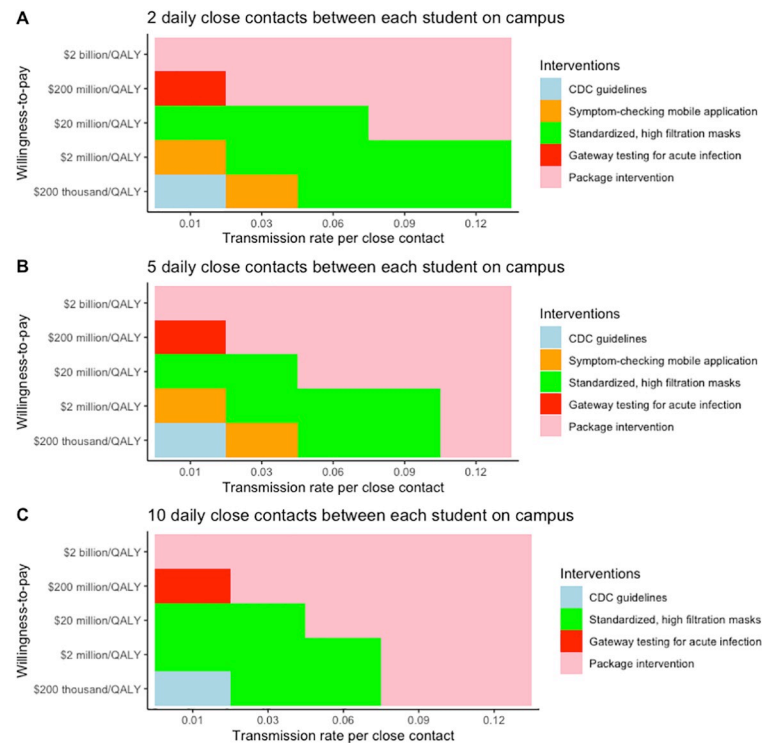 A
2 daily close contacts between each student on campus
Willingness-to-pay
$2 billion/QALY
$200 million/QALY
$20 million/QALY
$2 million/QALY
$200 thousand/QALY
0.01 0.03 0.06 0.09 0.12
Transmission rate per close contact
Interventions
CDC guidelines
Symptom-checking mobile application
Standardized, high filtration masks
Gateway testing for acute infection
Package intervention
B
5 daily close contacts between each student on campus
Willingness-to-pay
$2 billion/QALY
$200 million/QALY
$20 million/QALY
$2 million/QALY
$200 thousand/QALY
0.01 0.03 0.06 0.09 0.12
Transmission rate per close contact
Interventions
CDC guidelines
Symptom-checking mobile application
Standardized, high filtration masks
Gateway testing for acute infection
Package intervention
C
10 daily close contacts between each student on campus
Willingness-to-pay
$2 billion/QALY
$200 million/QALY
$20 million/QALY
$2 million/QALY
$200 thousand/QALY
0.01 0.03 0.06 0.09 0.12
Transmission rate per close contact
Interventions
CDC guidelines
Standardized, high filtration masks
Gateway testing for acute infection
Package intervention